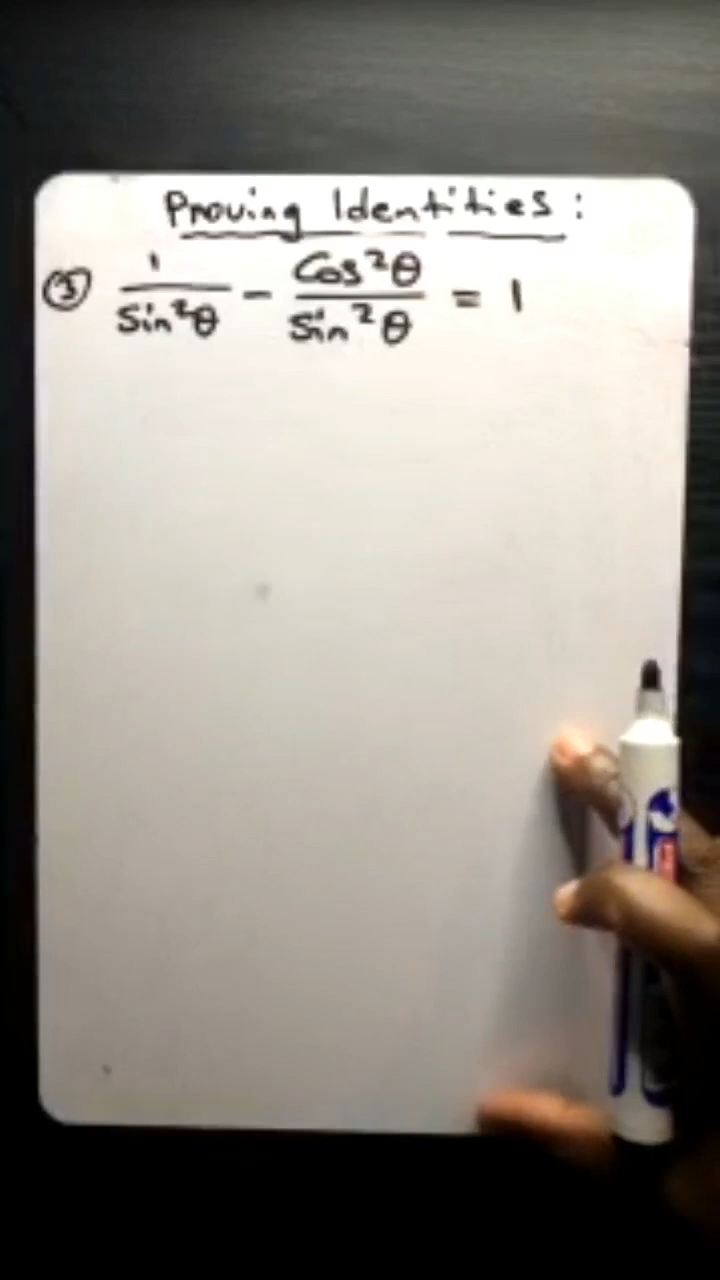 Proving Identities:
③ 1/Sin²θ - Cos²θ/Sin²θ = 1